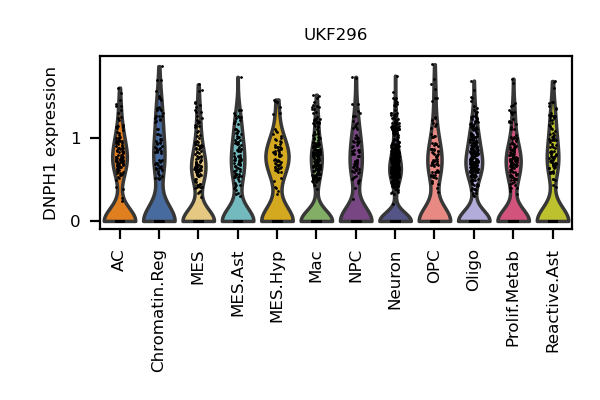 UKF296
DNPH1 expression
1
0
AC
Chromatin.Reg
MES
MES.Ast
MES.Hyp
Mac
NPC
Neuron
OPC
Oligo
Prolif.Metab
Reactive.Ast